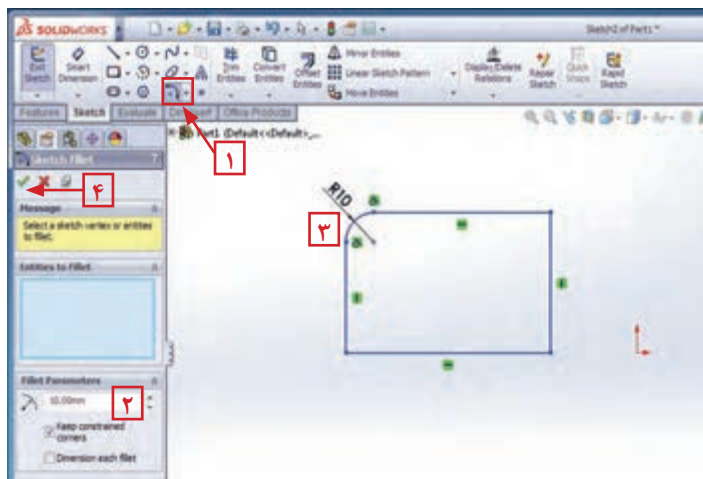 SOLIDWORKS
Sketch2 of Part1 *
Exit Sketch
Smart Dimension
Trim Entities
Convert Entities
Offset Entities
Mirror Entities
Linear Sketch Pattern
Move Entities
Display/Delete Relations
Repair Sketch
Quick Snaps
Rapid Sketch
Features
Sketch
Evaluate
Office Products
Part1 (Default<<Default>_...
۱
Sketch Fillet
?
۴
Message
Select a sketch vertex or entities
to fillet.
Entities to Fillet
Fillet Parameters
10.00mm
۲
Keep constrained
corners
Dimension each fillet
R10
۳